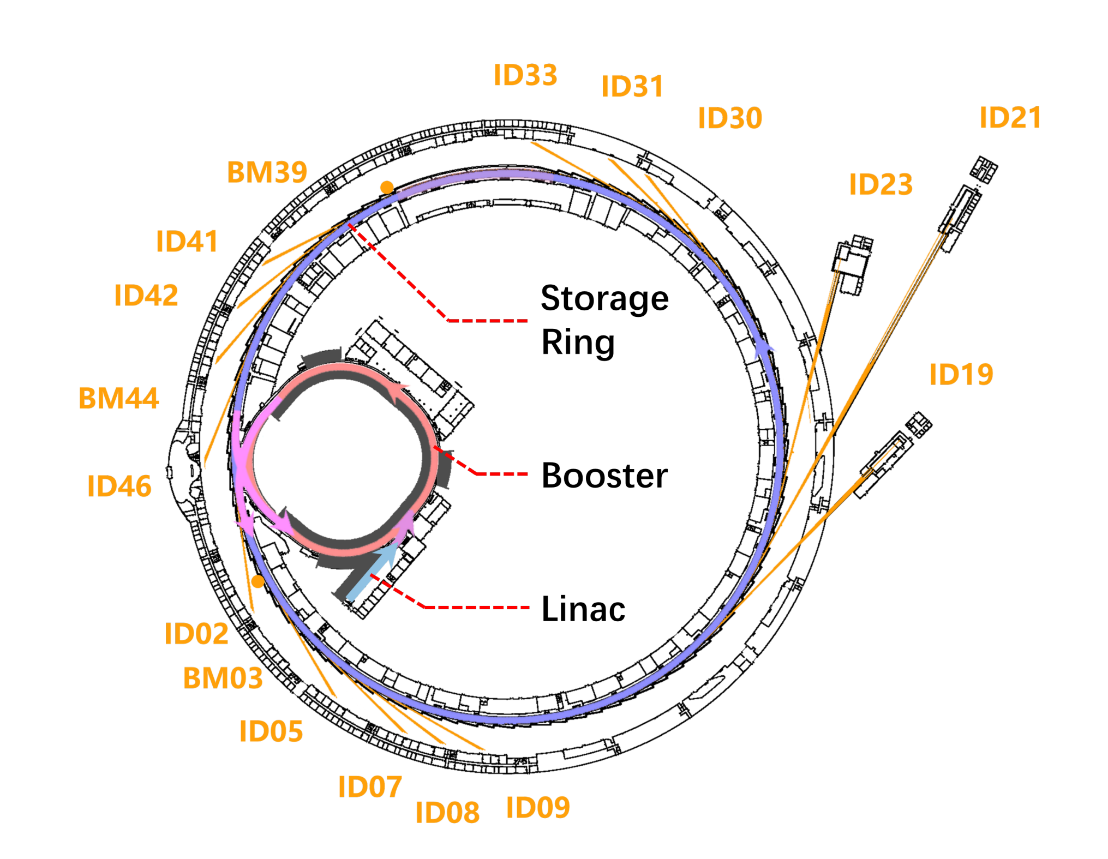 ID33
ID31
ID30
ID21
BM39
ID23
ID41
ID42
Storage
Ring
ID19
BM44
Booster
ID46
Linac
ID02
BM03
ID05
ID07
ID08
ID09